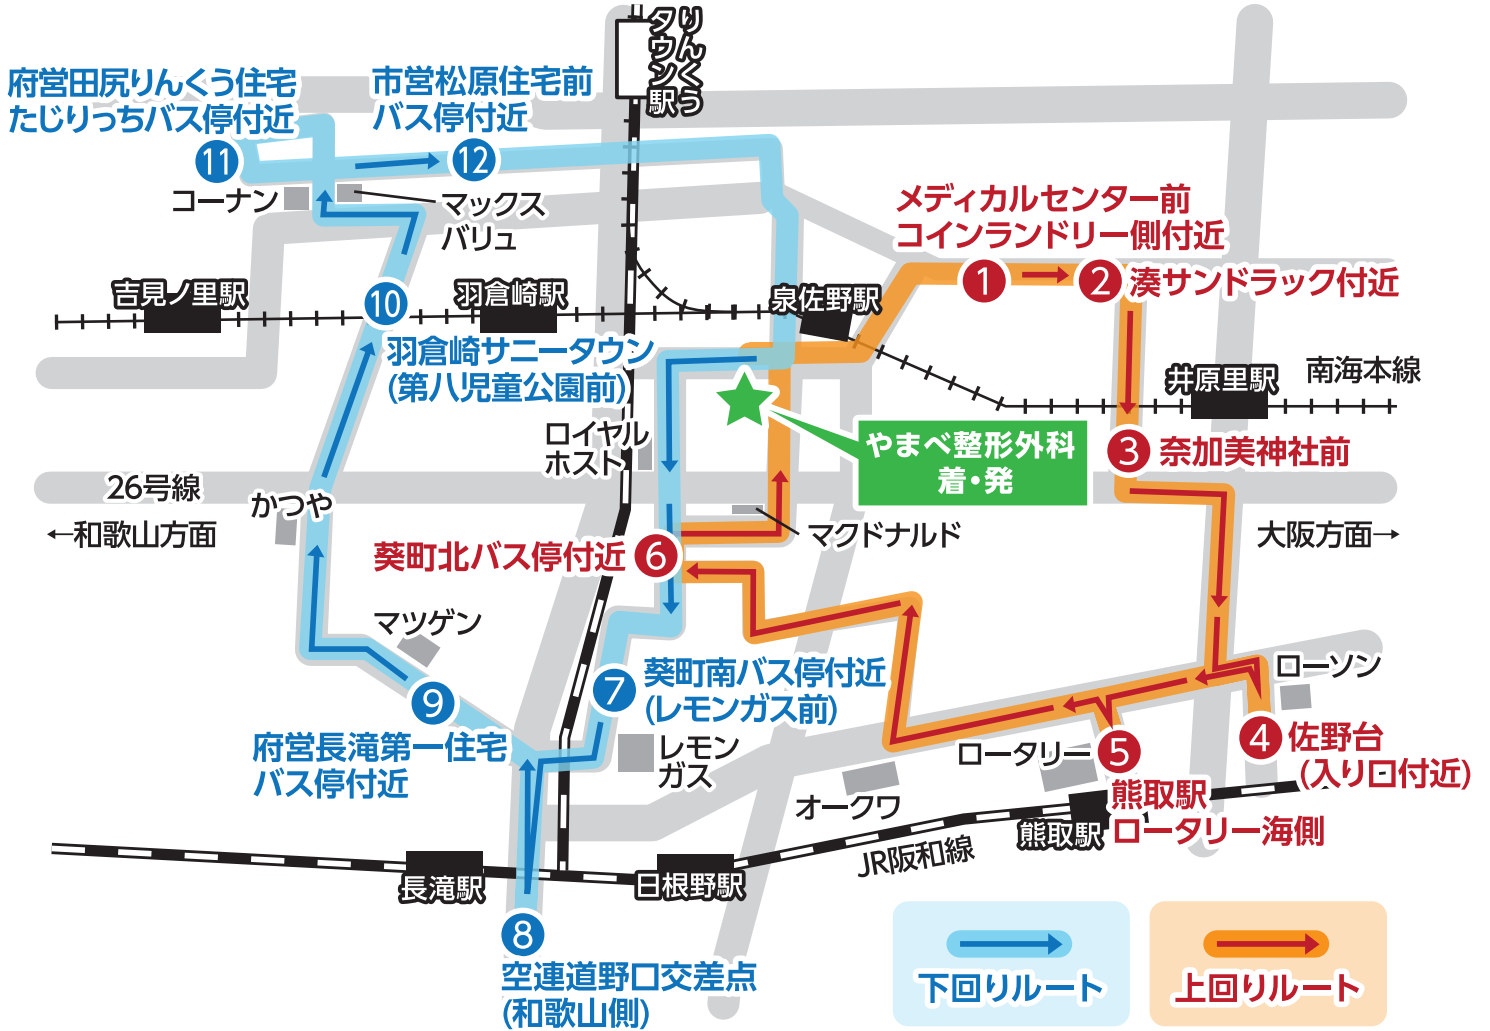 りんくう
タウン駅
府営田尻りんくう住宅
たじりっちバス停付近
市営松原住宅前
バス停付近
11
12
コーナン
マックス
バリュ
メディカルセンター前
コインランドリー側付近
1
2
湊サンドラック付近
吉見ノ里駅
10
羽倉崎駅
泉佐野駅
羽倉崎サニータウン
(第八児童公園前)
井原里駅
南海本線
ロイヤル
ホスト
やまべ整形外科
着・発
3
奈加美神社前
26号線
かつや
←和歌山方面
マクドナルド
大阪方面→
葵町北バス停付近
6
マツゲン
葵町南バス停付近
(レモンガス前)
7
ローソン
9
府営長滝第一住宅
バス停付近
レモン
ガス
ロータリー
5
4
佐野台
(入り口付近)
オークワ
熊取駅
ロータリー海側
熊取駅
JR阪和線
長滝駅
日根野駅
8
空連道野口交差点
(和歌山側)
下回りルート
上回りルート